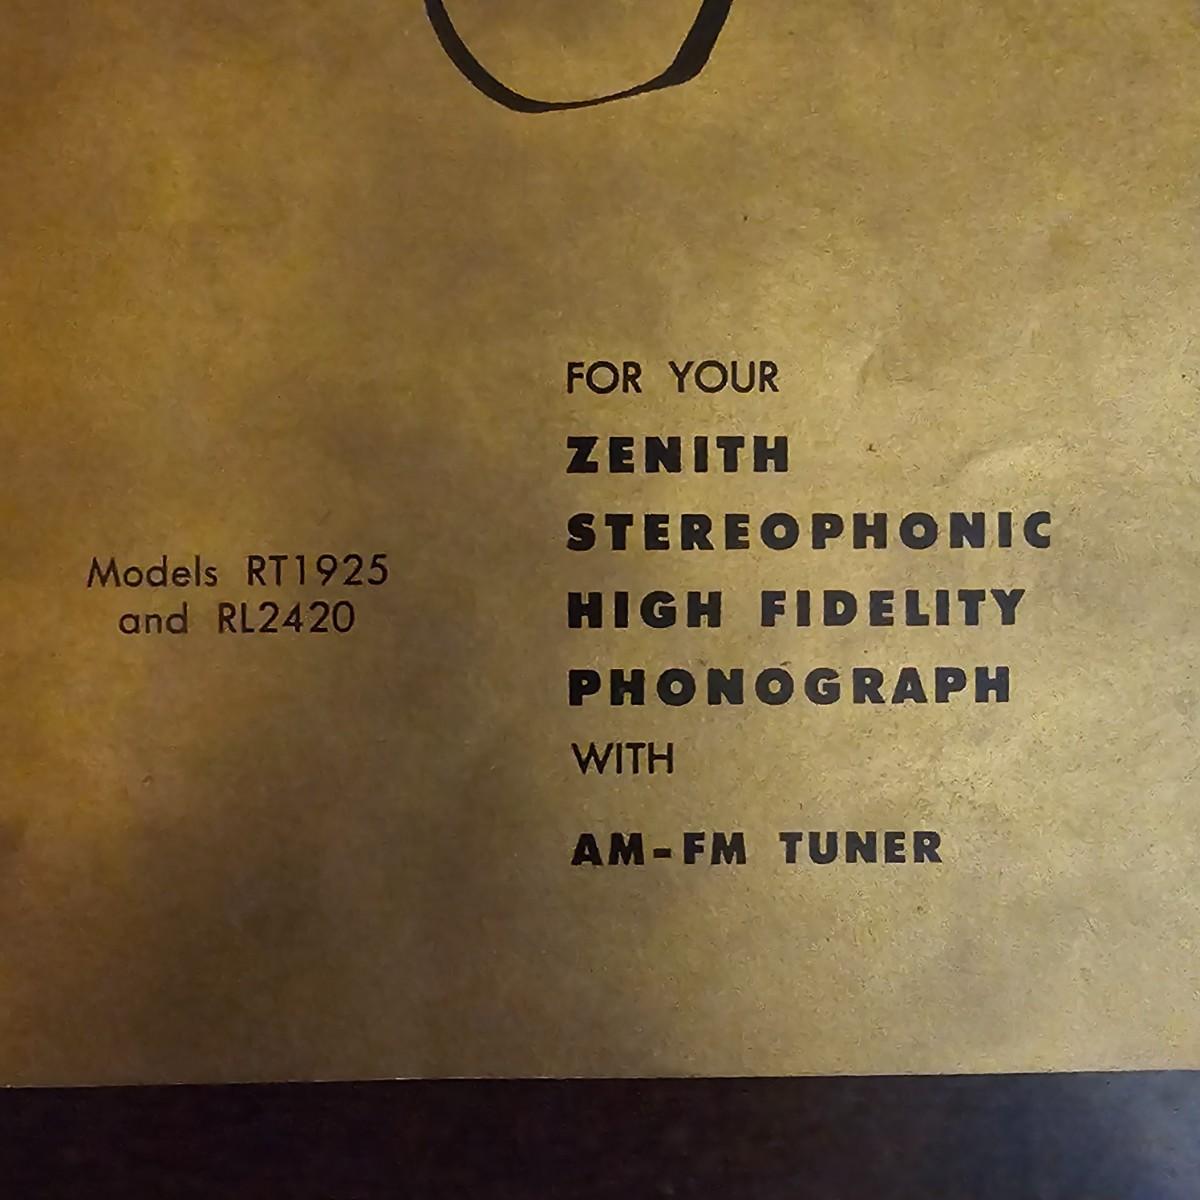 FOR YOUR
ZENITH
STEREOPHONIC
HIGH FIDELITY
PHONOGRAPH
WITH
AM-FM TUNER
Models RT1925
and RL2420